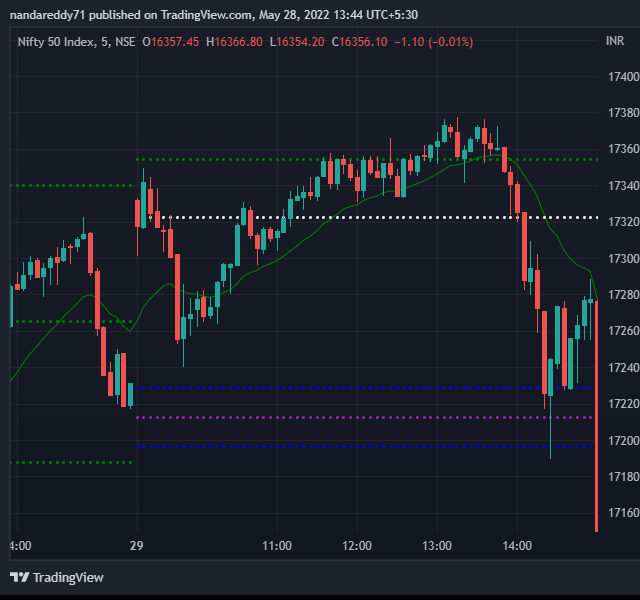 nandareddy71 published on TradingView.com, May 28, 2022 13:44 UTC+5:30
Nifty 50 Index, 5, NSE O16357.45 H16366.80 L16354.20 C16356.10 −1.10 (−0.01%)
INR
17400
17380
17360
17340
17320
17300
17280
17260
17240
17220
17200
17180
17160
4:00 29 11:00 12:00 13:00 14:00
TradingView